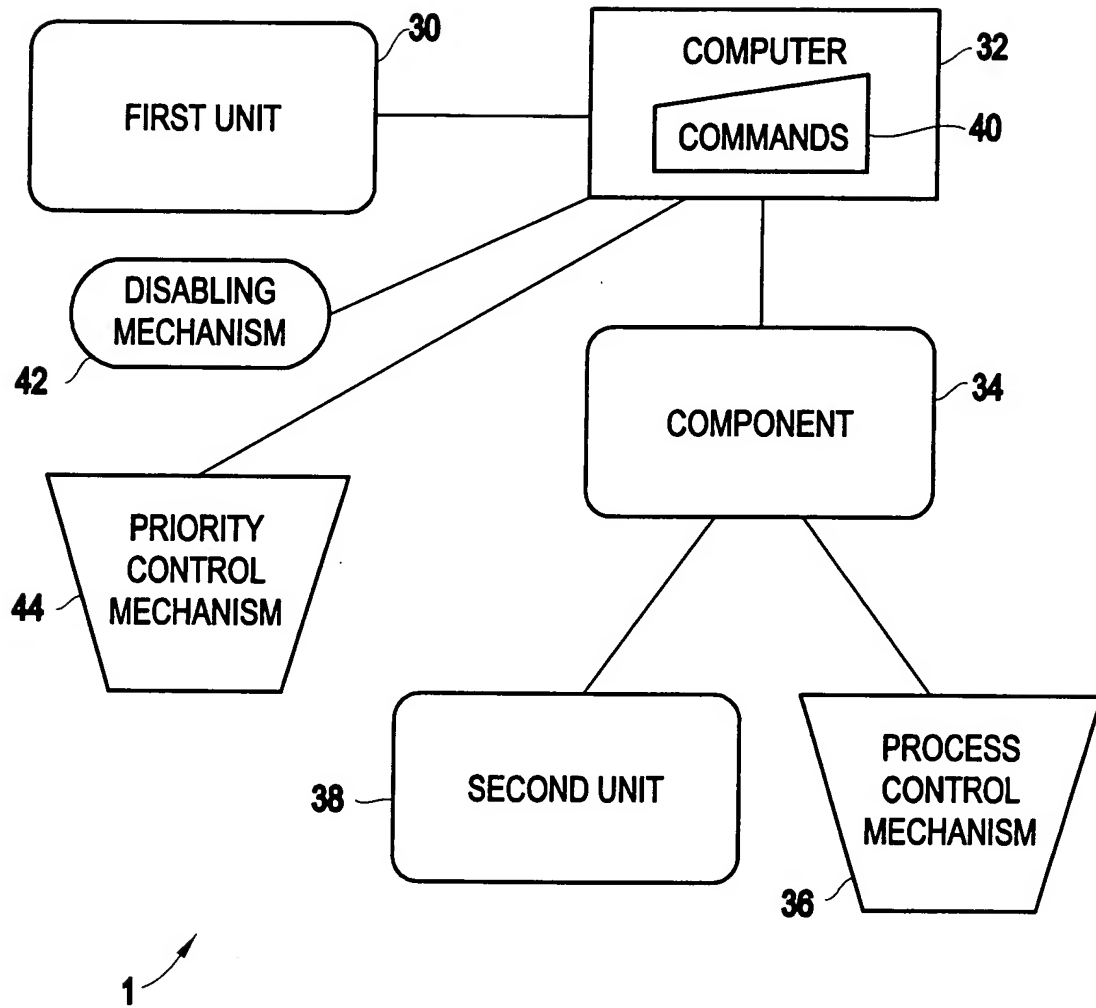 30
COMPUTER
32
FIRST UNIT
COMMANDS
40
DISABLING
MECHANISM
42
34
COMPONENT
PRIORITY
CONTROL
MECHANISM
44
PROCESS
CONTROL
MECHANISM
SECOND UNIT
38
36
1